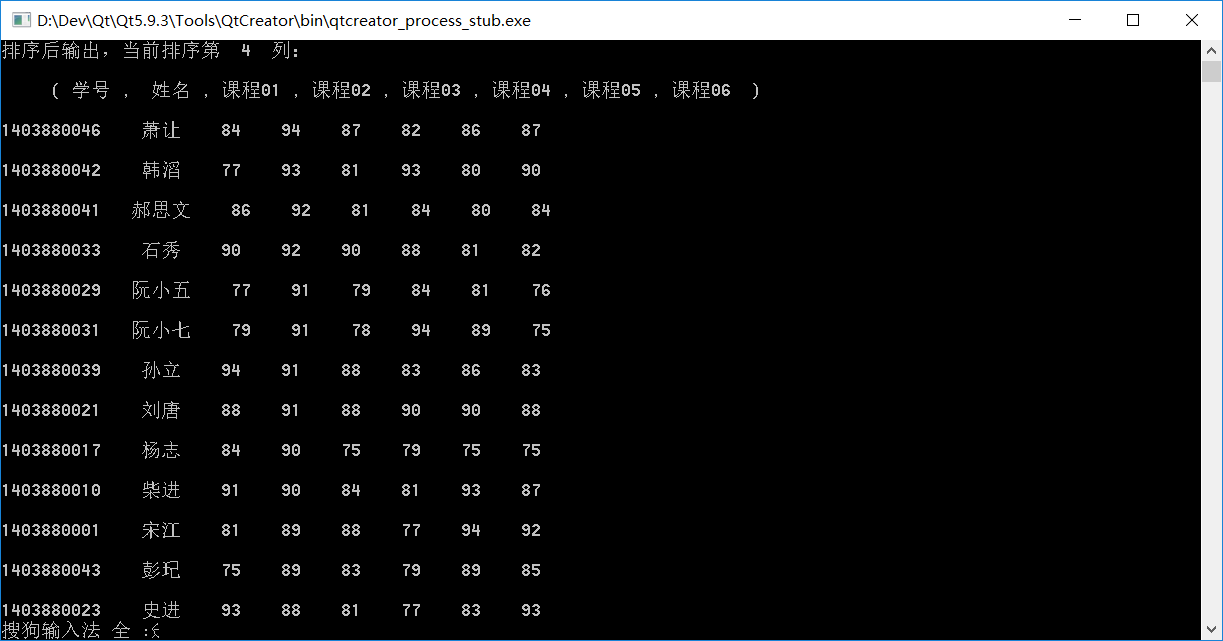 D:\Dev\Qt\Qt5.9.3\Tools\QtCreator\bin\qtcreator_process_stub.exe
排序后输出，当前排序第 4 列:
( 学号 , 姓名 , 课程01 , 课程02 , 课程03 , 课程04 , 课程05 , 课程06 )
1403880046 萧让 84 94 87 82 86 87
1403880042 韩滔 77 93 81 93 80 90
1403880041 郝思文 86 92 81 84 80 84
1403880033 石秀 90 92 90 88 81 82
1403880029 阮小五 77 91 79 84 81 76
1403880031 阮小七 79 91 78 94 89 75
1403880039 孙立 94 91 88 83 86 83
1403880021 刘唐 88 91 88 90 90 88
1403880017 杨志 84 90 75 79 75 75
1403880010 柴进 91 90 84 81 93 87
1403880001 宋江 81 89 88 77 94 92
1403880043 彭玘 75 89 83 79 89 85
1403880023 史进 93 88 81 77 83 93
搜狗输入法 全 :